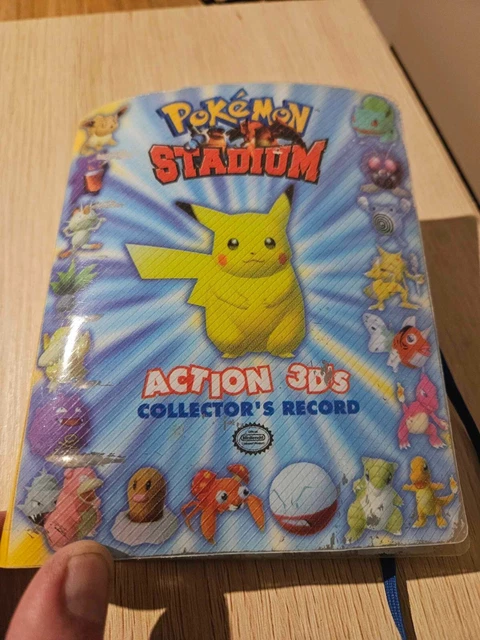 POKéMON
STADIUM
ACTION 3D's
COLLECTOR'S RECORD
Nintendo